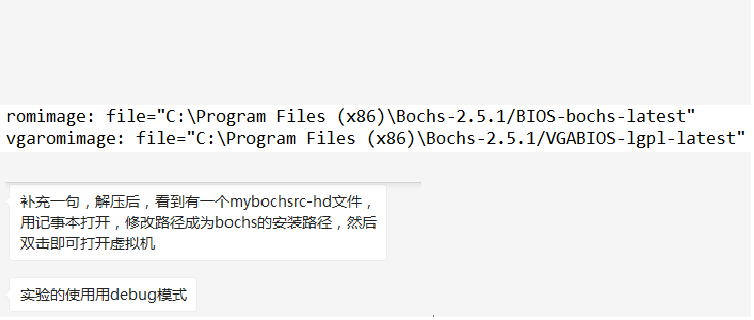 romimage: file="C:\Program Files (x86)\Bochs-2.5.1/BIOS-bochs-latest"
vgaromimage: file="C:\Program Files (x86)\Bochs-2.5.1/VGABIOS-lgpl-latest"
补充一句，解压后，看到有一个mybochsrc-hd文件，
用记事本打开，修改路径成为bochs的安装路径，然后
双击即可打开虚拟机
实验的使用用debug模式